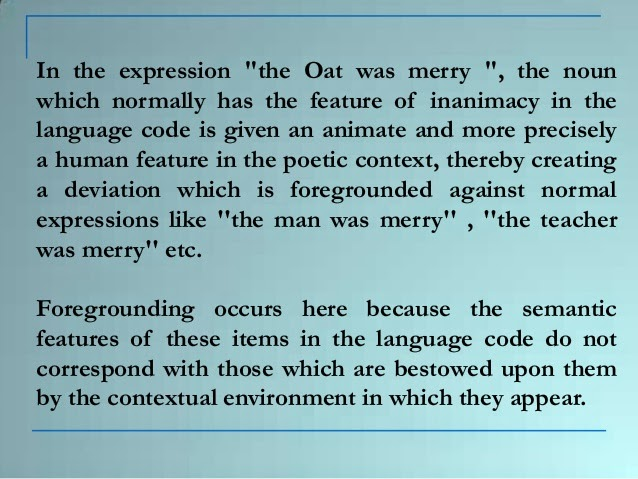 In the expression "the Oat was merry ", the noun
which normally has the feature of inanimacy in the
language code is given an animate and more precisely
a human feature in the poetic context, thereby creating
a deviation which is foregrounded against normal
expressions like "the man was merry" , "the teacher
was merry" etc.
Foregrounding occurs here because the semantic
features of these items in the language code do not
correspond with those which are bestowed upon them
by the contextual environment in which they appear.